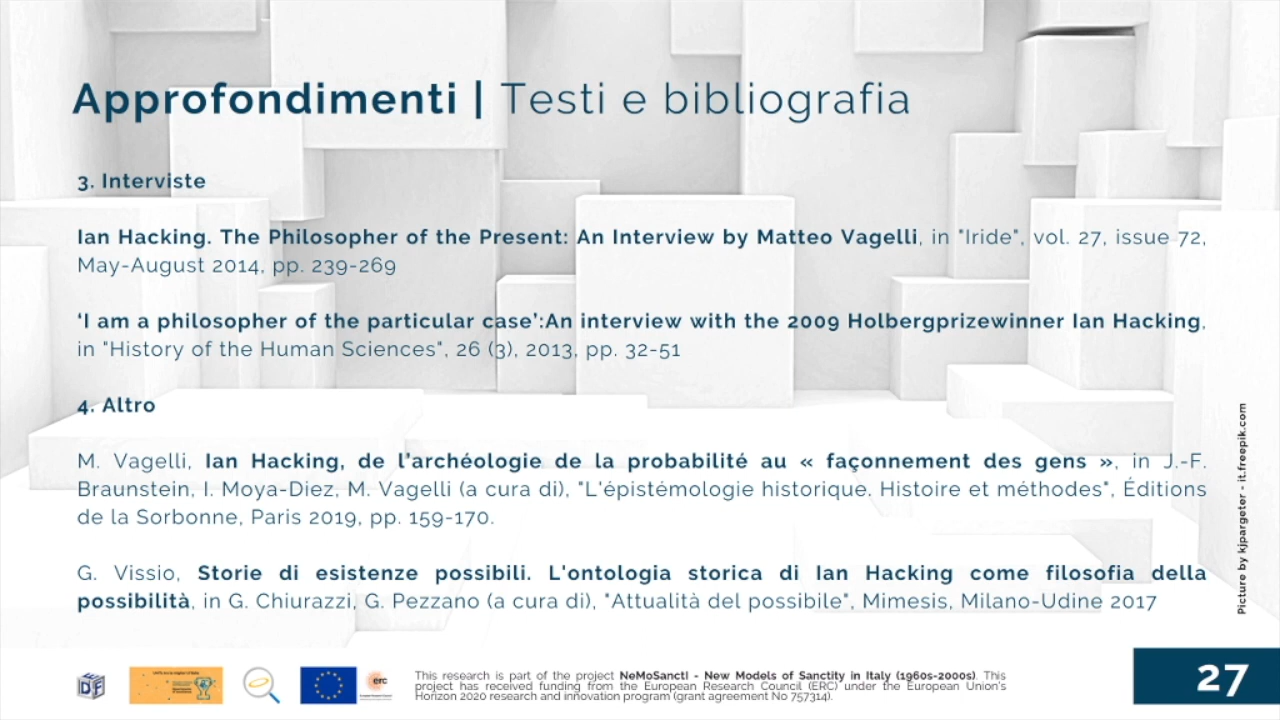 Approfondimenti | Testi e bibliografia
3. Interviste
Ian Hacking. The Philosopher of the Present: An Interview by Matteo Vagelli, in "Iride", vol. 27, issue 72,
May-August 2014, pp. 239-269
‘I am a philosopher of the particular case’:An interview with the 2009 Holbergprizewinner Ian Hacking,
in "History of the Human Sciences", 26 (3), 2013, pp. 32-51
4. Altro
M. Vagelli, Ian Hacking, de l'archéologie de la probabilité au « façonnement des gens », in J.-F.
Braunstein, I. Moya-Diez, M. Vagelli (a cura di), "L'épistémologie historique. Histoire et méthodes", Éditions
de la Sorbonne, Paris 2019, pp. 159-170.
G. Vissio, Storie di esistenze possibili. L'ontologia storica di Ian Hacking come filosofia della
possibilità, in G. Chiurazzi, G. Pezzano (a cura di), "Attualità del possibile", Mimesis, Milano-Udine 2017
Picture by kjpargeter - it.freepik.com
erc
This research is part of the project NeMoSanctI - New Models of Sanctity in Italy (1960s-2000s). This
project has received funding from the European Research Council (ERC) under the European Union's
Horizon 2020 research and innovation program (grant agreement No 757314).
27